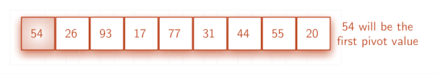 54 26 93 17 77 31 44 55 20
54 will be the
first pivot value